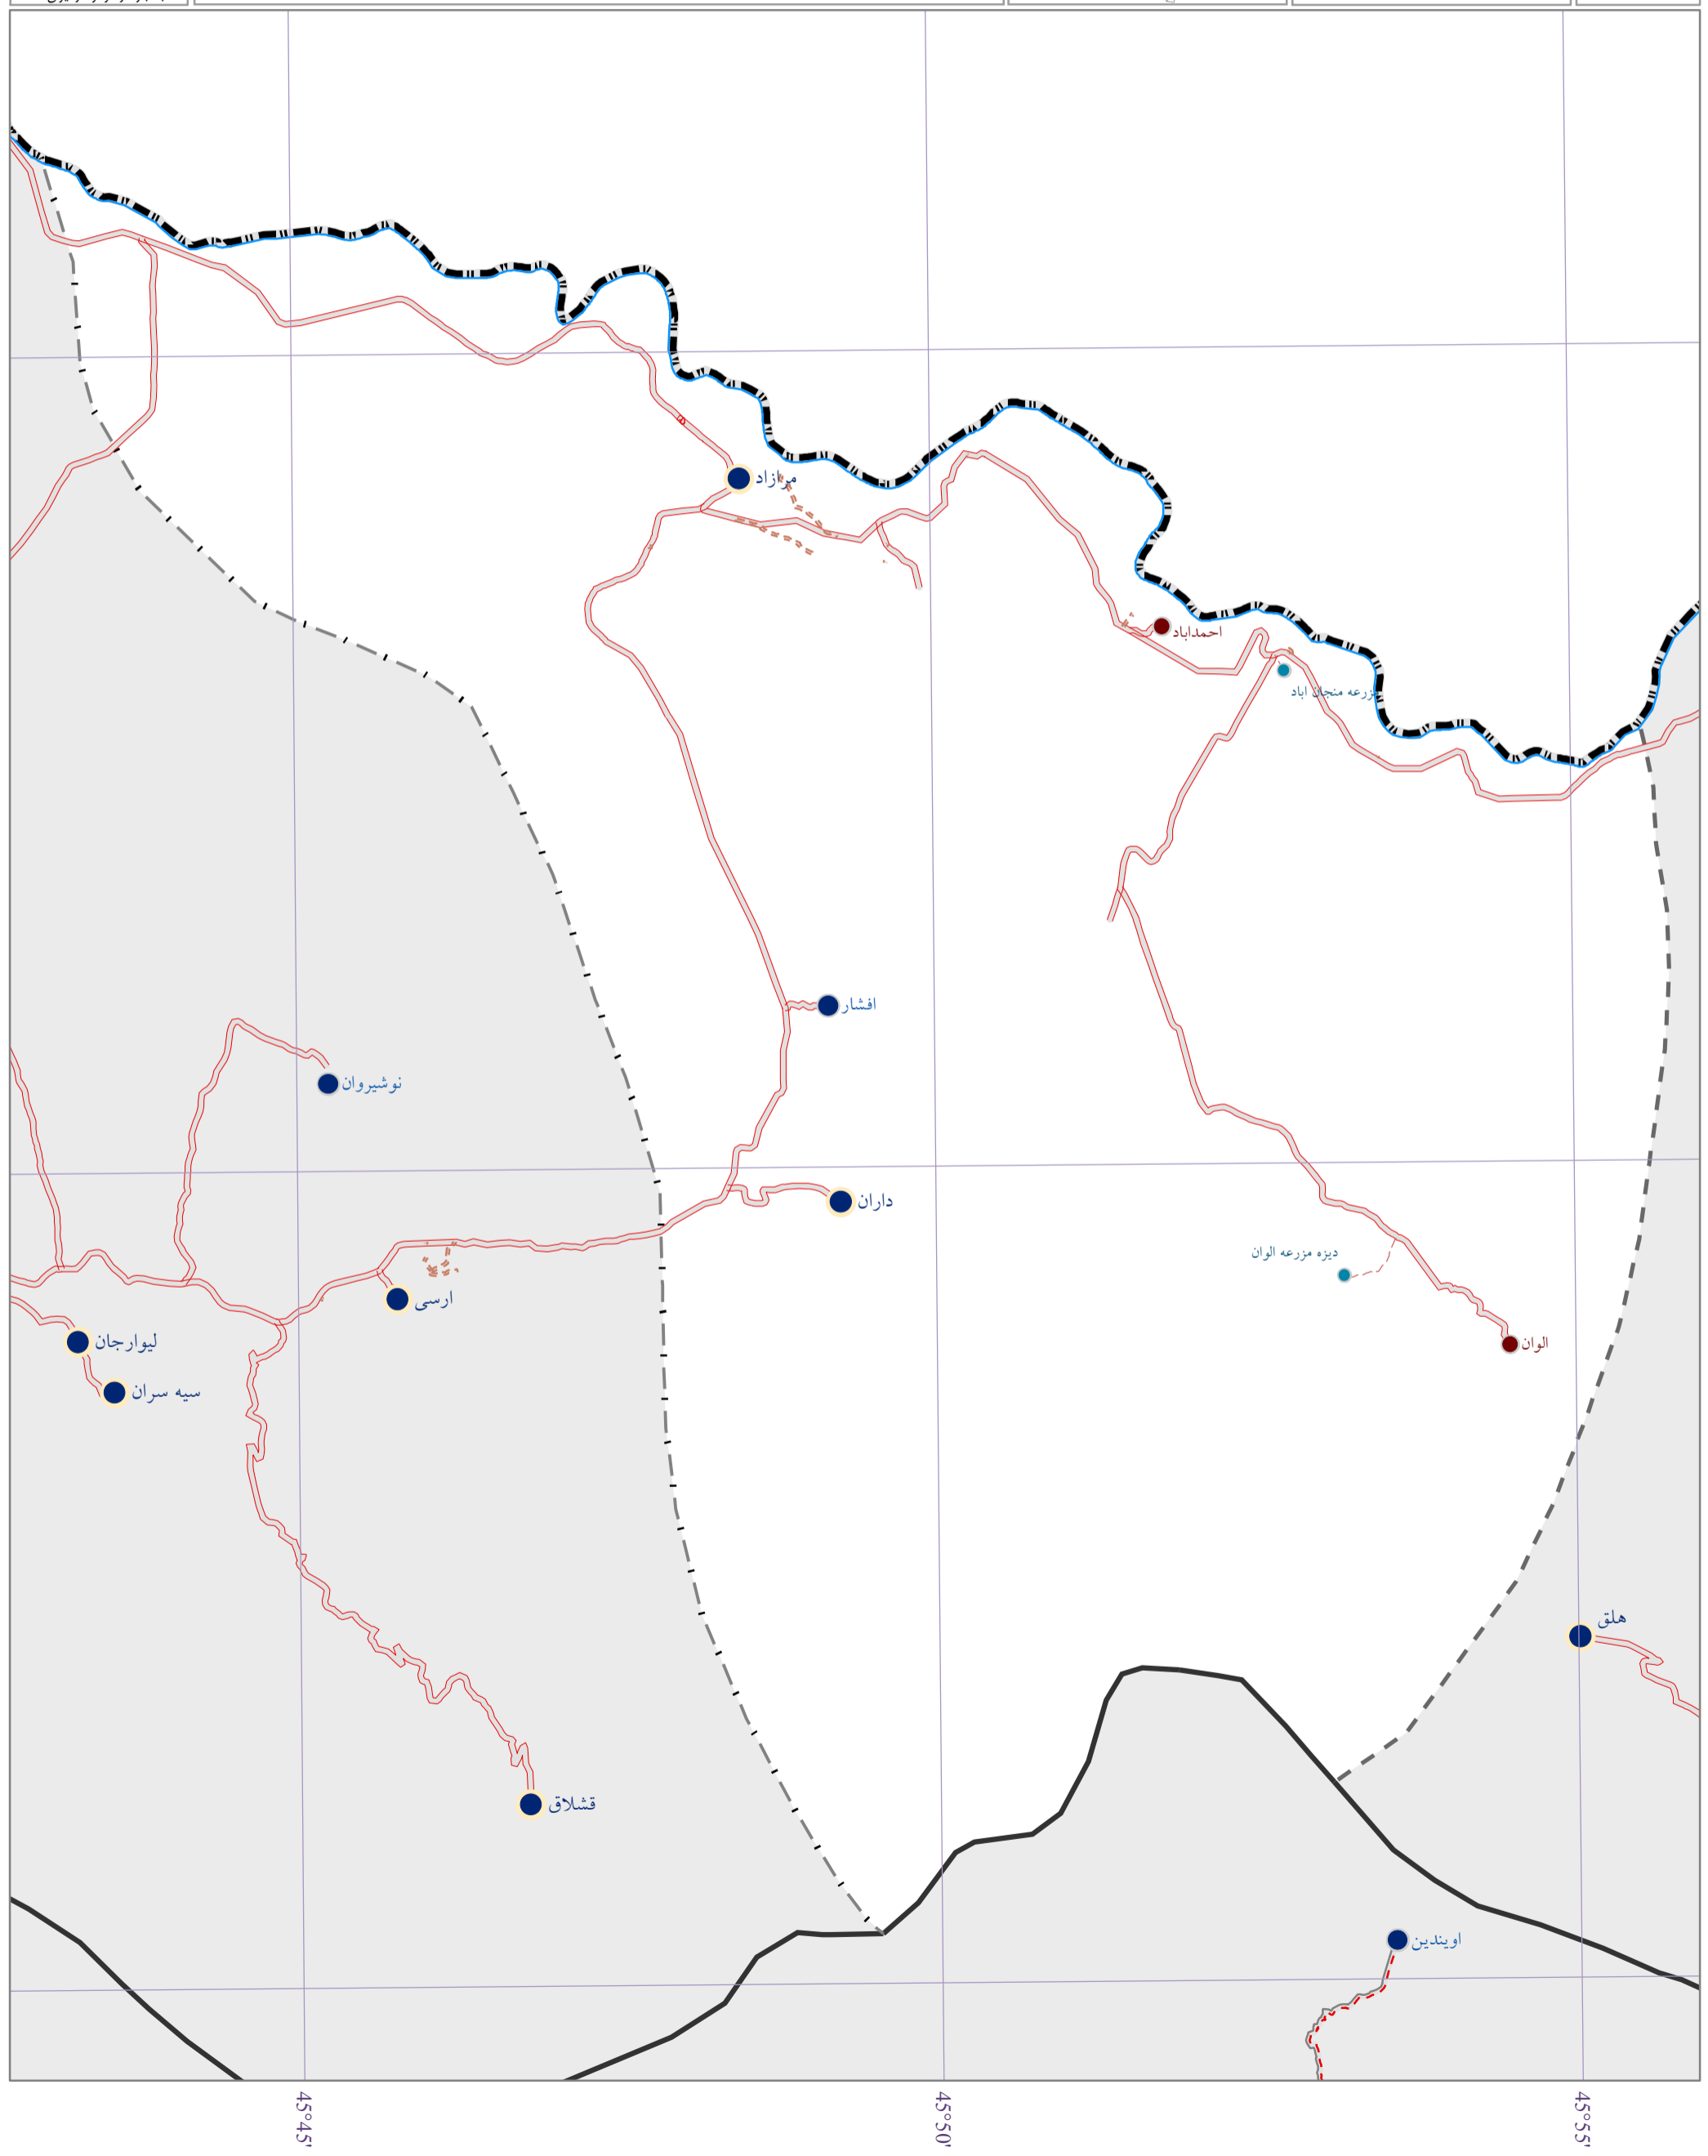 مرازاد
احمداباد
مزرعه منجان اباد
افشار
نوشیروان
داران
دیزه مزرعه الوان
ارسی
الوان
لیوارجان
سیه سران
هلق
قشلاق
اویندین
45°45'
45°50'
45°55'